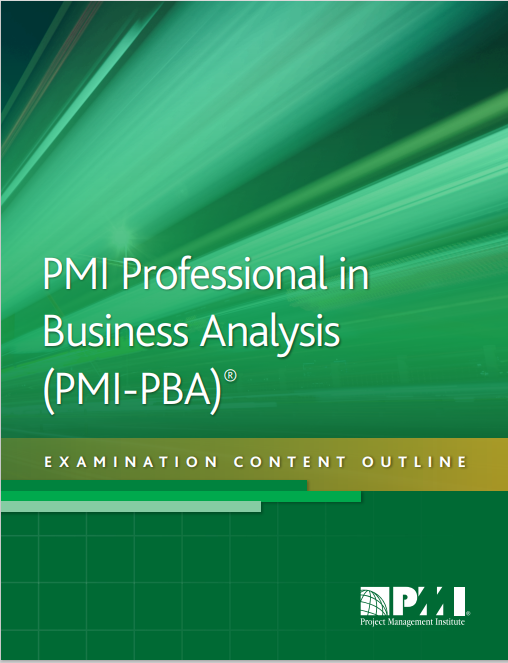 PMI Professional in
Business Analysis
(PMI-PBA)®
EXAMINATION CONTENT OUTLINE
PMI®
Project Management Institute